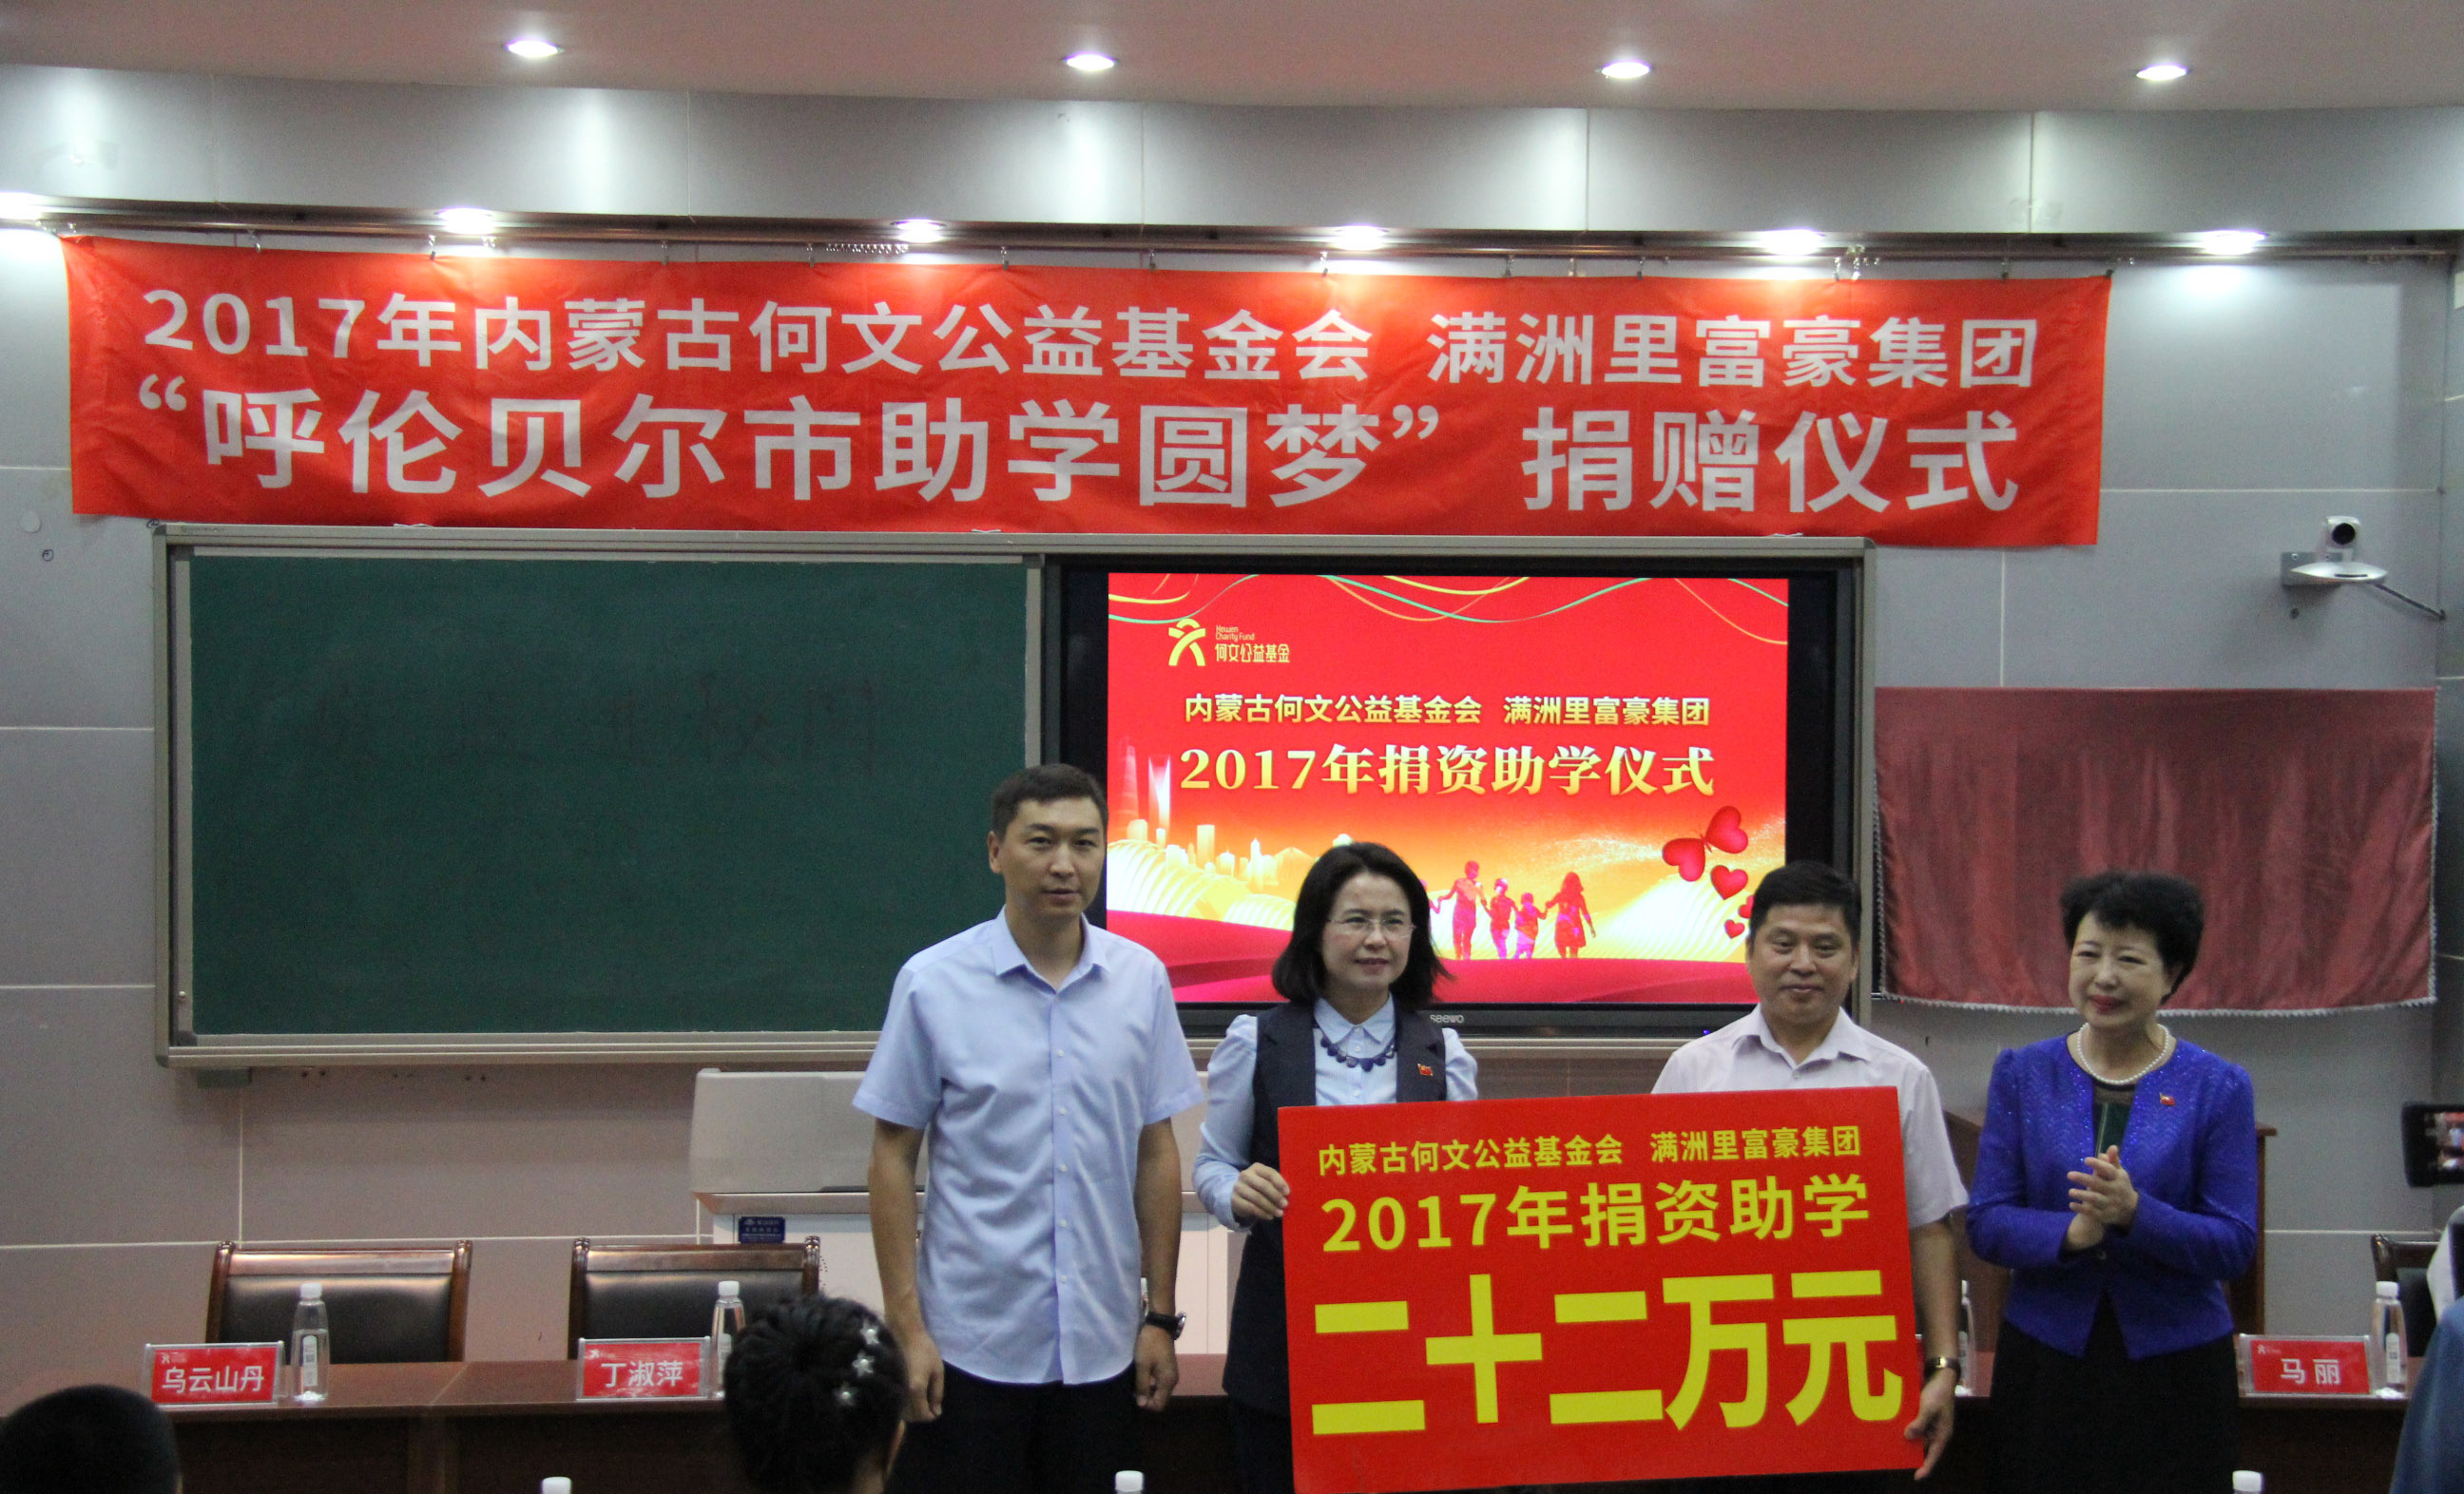 2017年内蒙古何文公益基金会 满洲里富豪集团
“呼伦贝尔市助学圆梦” 捐赠仪式
Hewen
Charity Fund
何文公益基金
内蒙古何文公益基金会 满洲里富豪集团
2017年捐资助学仪式
seewo
内蒙古何文公益基金会 满洲里富豪集团
2017年捐资助学
二十二万元
乌云山丹
丁淑萍
马丽